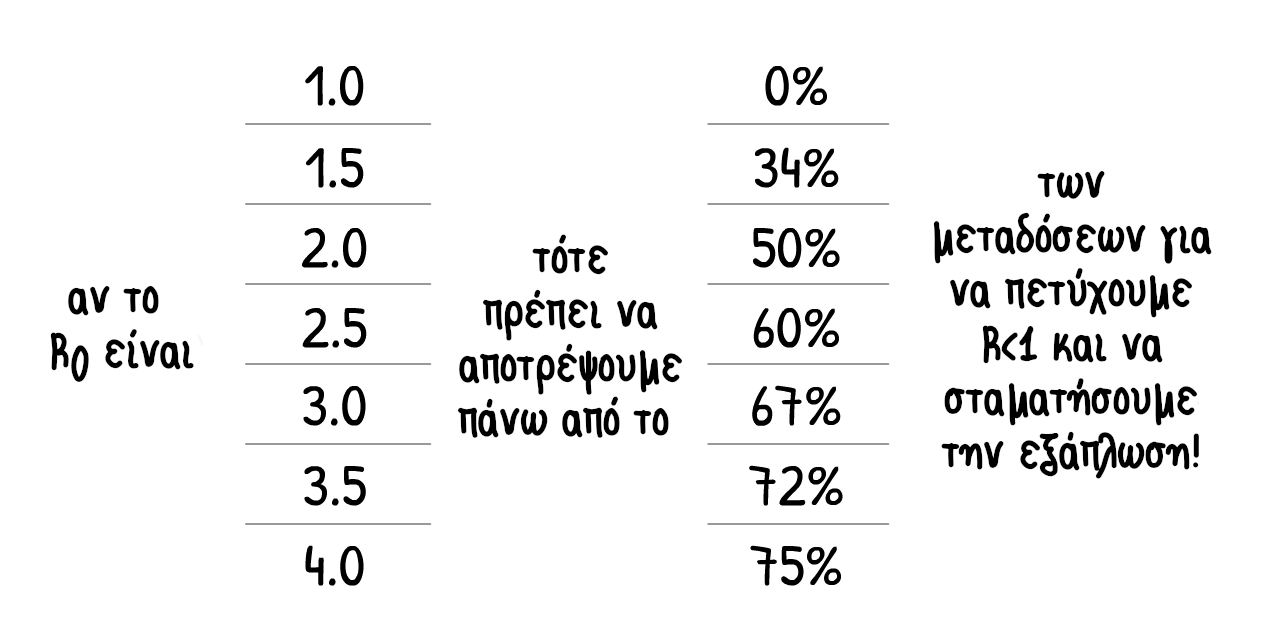 αν το
R0 είναι
1.0
1.5
2.0
2.5
3.0
3.5
4.0
τότε
πρέπει να
αποτρέψουμε
πάνω από το
0%
34%
50%
60%
67%
72%
75%
των
μεταδόσεων για
να πετύχουμε
R<1 και να
σταματήσουμε
την εξάπλωση!